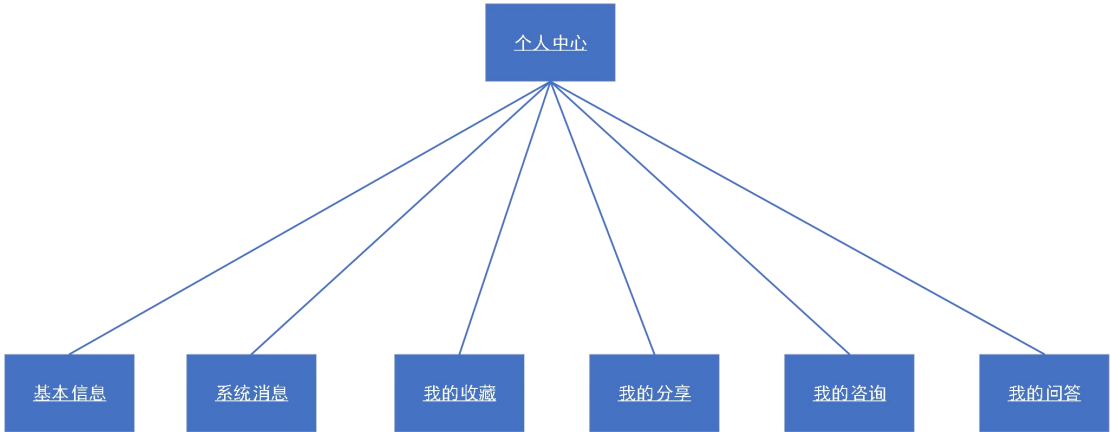 个人中心
基本信息
系统消息
我的收藏
我的分享
我的咨询
我的问答